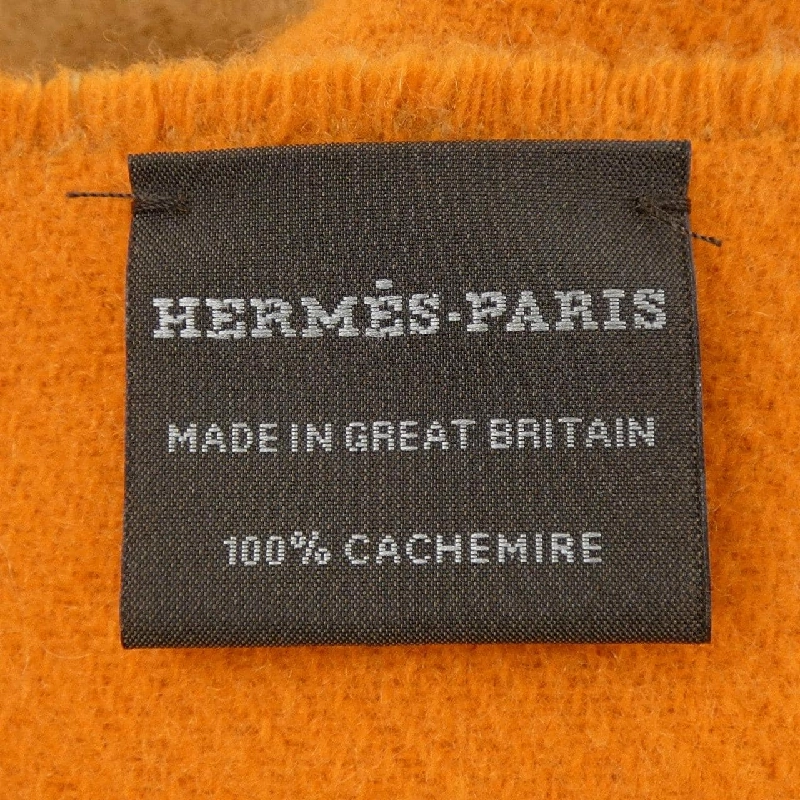 HERMÈS-PARIS
MADE IN GREAT BRITAIN
100% CACHEMIRE